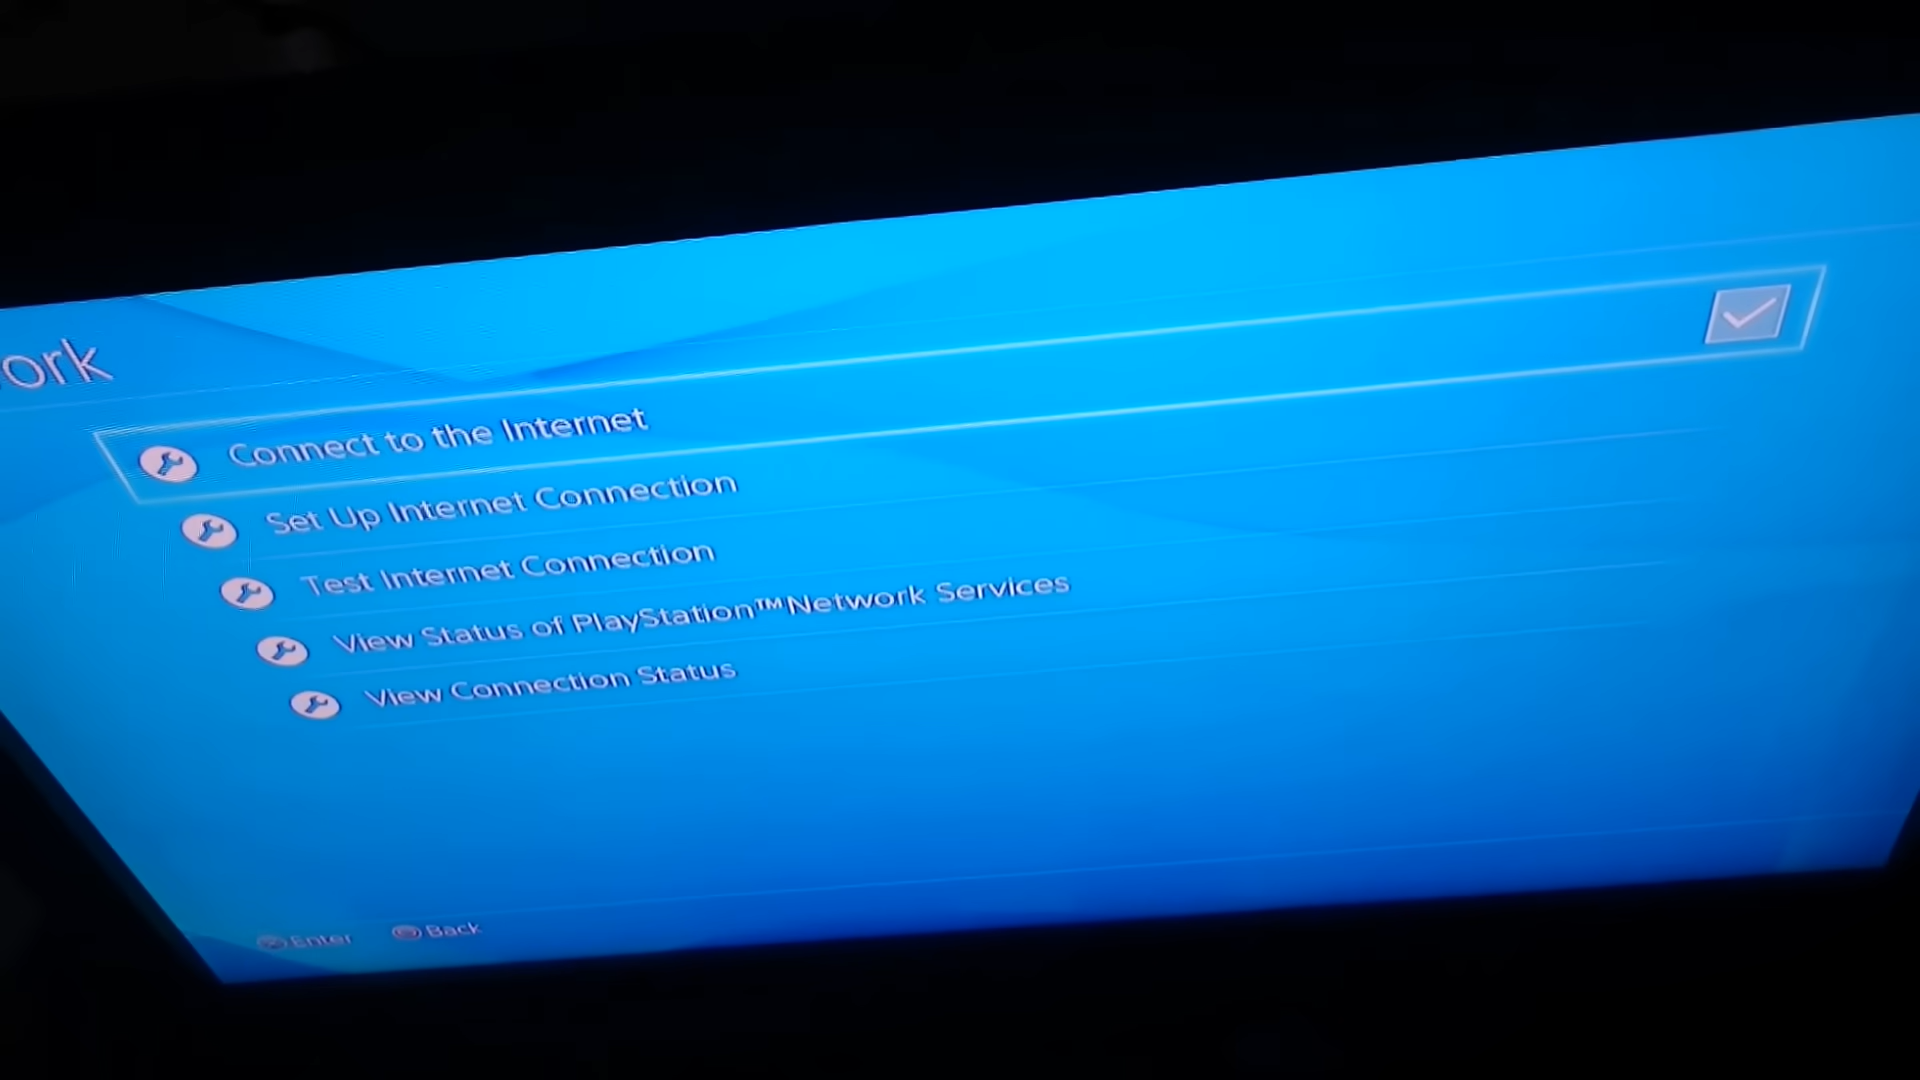 ork
Connect to the Internet
Set Up Internet Connection
Test Internet Connection
View Status of PlayStation™Network Services
View Connection Status
Enter Back